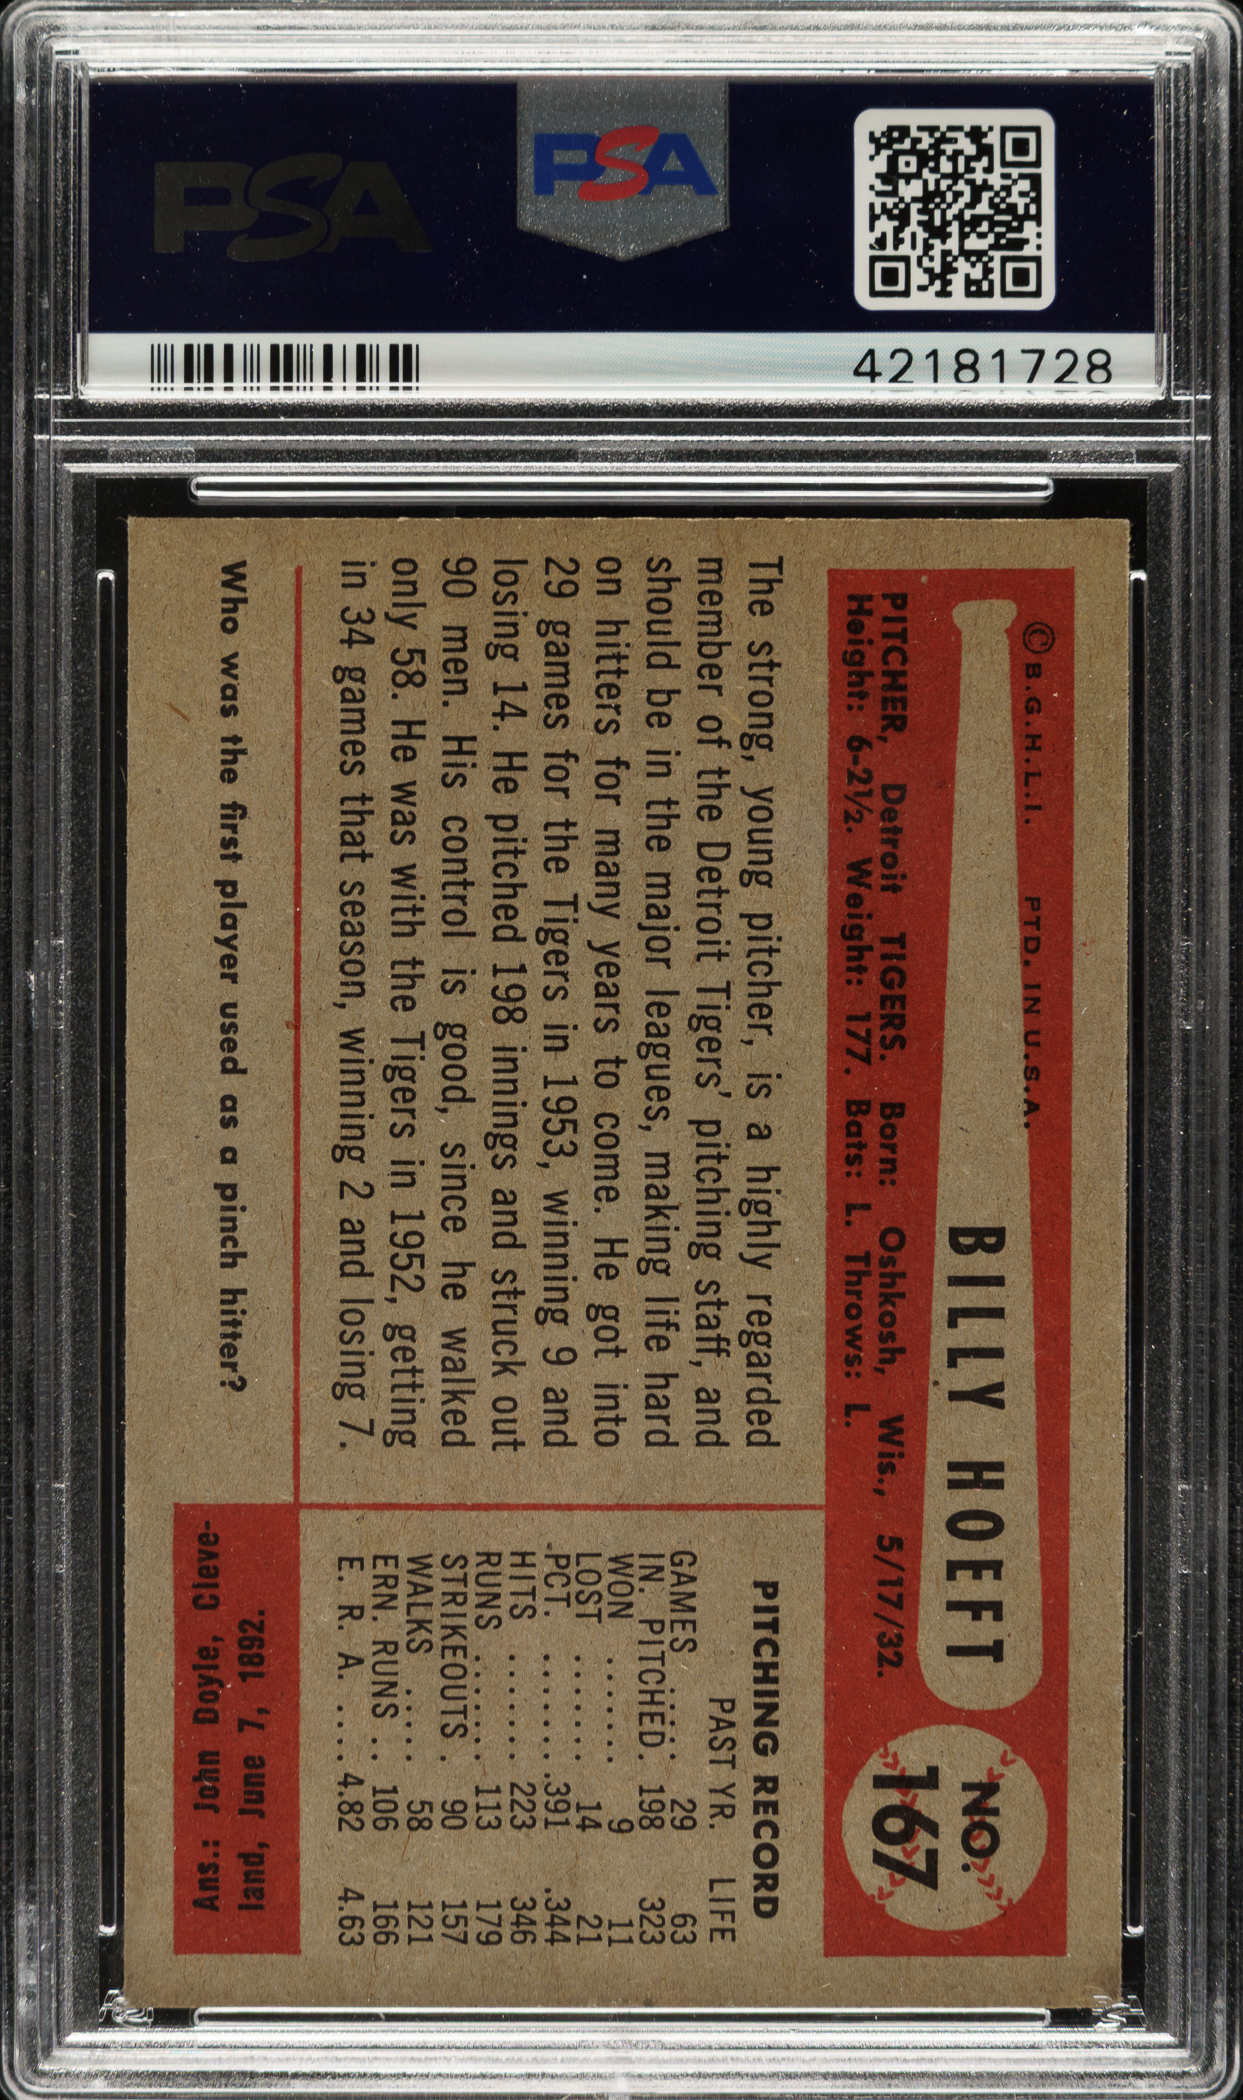 PSA
PSA
42181728
© B.G.H.L.I. PTD. IN U.S.A.
BILLY HOEFT
NO.
167
PITCHER, Detroit TIGERS. Born: Oshkosh, Wis., 5/17/32.
Height: 6-2½. Weight: 177. Bats: L. Throws: L.
The strong, young pitcher, is a highly regarded
member of the Detroit Tigers' pitching staff, and
should be in the major leagues, making life hard
on hitters for many years to come. He got into
29 games for the Tigers in 1953, winning 9 and
losing 14. He pitched 198 innings and struck out
90 men. His control is good, since he walked
only 58. He was with the Tigers in 1952, getting
in 34 games that season, winning 2 and losing 7.
PITCHING RECORD
PAST YR. LIFE
GAMES ..... 29 63
IN. PITCHED. 198 323
WON ...... 9 11
LOST ...... 14 21
PCT. ....... .391 .344
HITS ....... 223 346
RUNS ....... 113 179
STRIKEOUTS . 90 157
WALKS ..... 58 121
ERN. RUNS .. 106 166
E. R. A. .... 4.82 4.63
Who was the first player used as a pinch hitter?
Ans.: John Doyle, Cleve-
land, June 7, 1892.